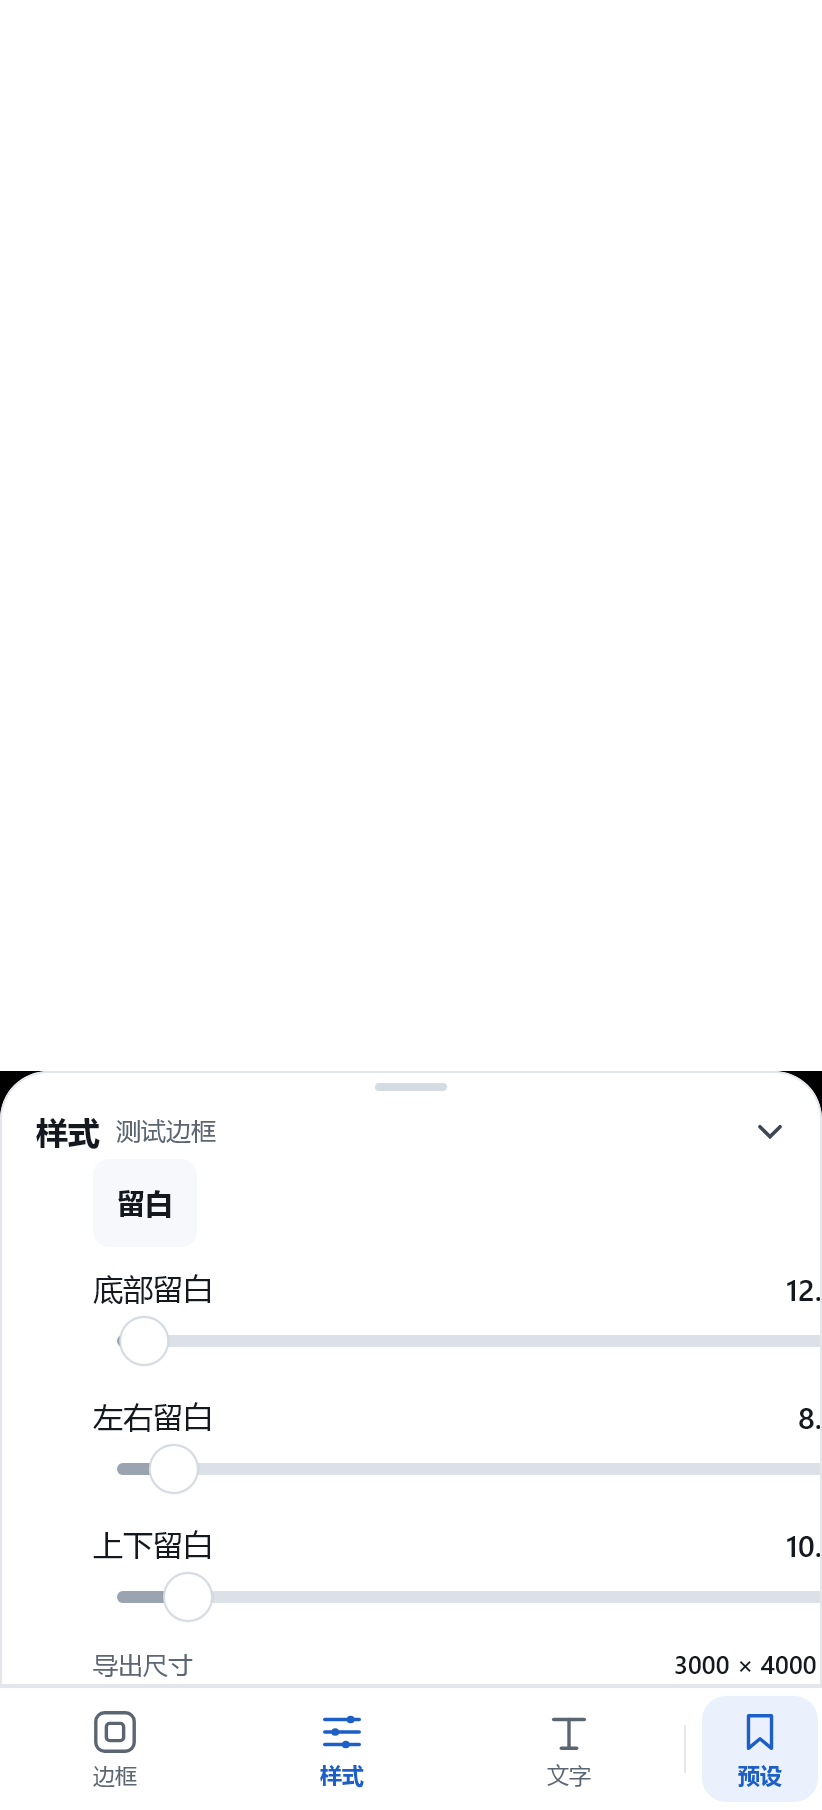 样式 测试边框
留白
底部留白 12.
左右留白 8.
上下留白 10.
导出尺寸 3000 × 4000
边框 样式 文字 预设